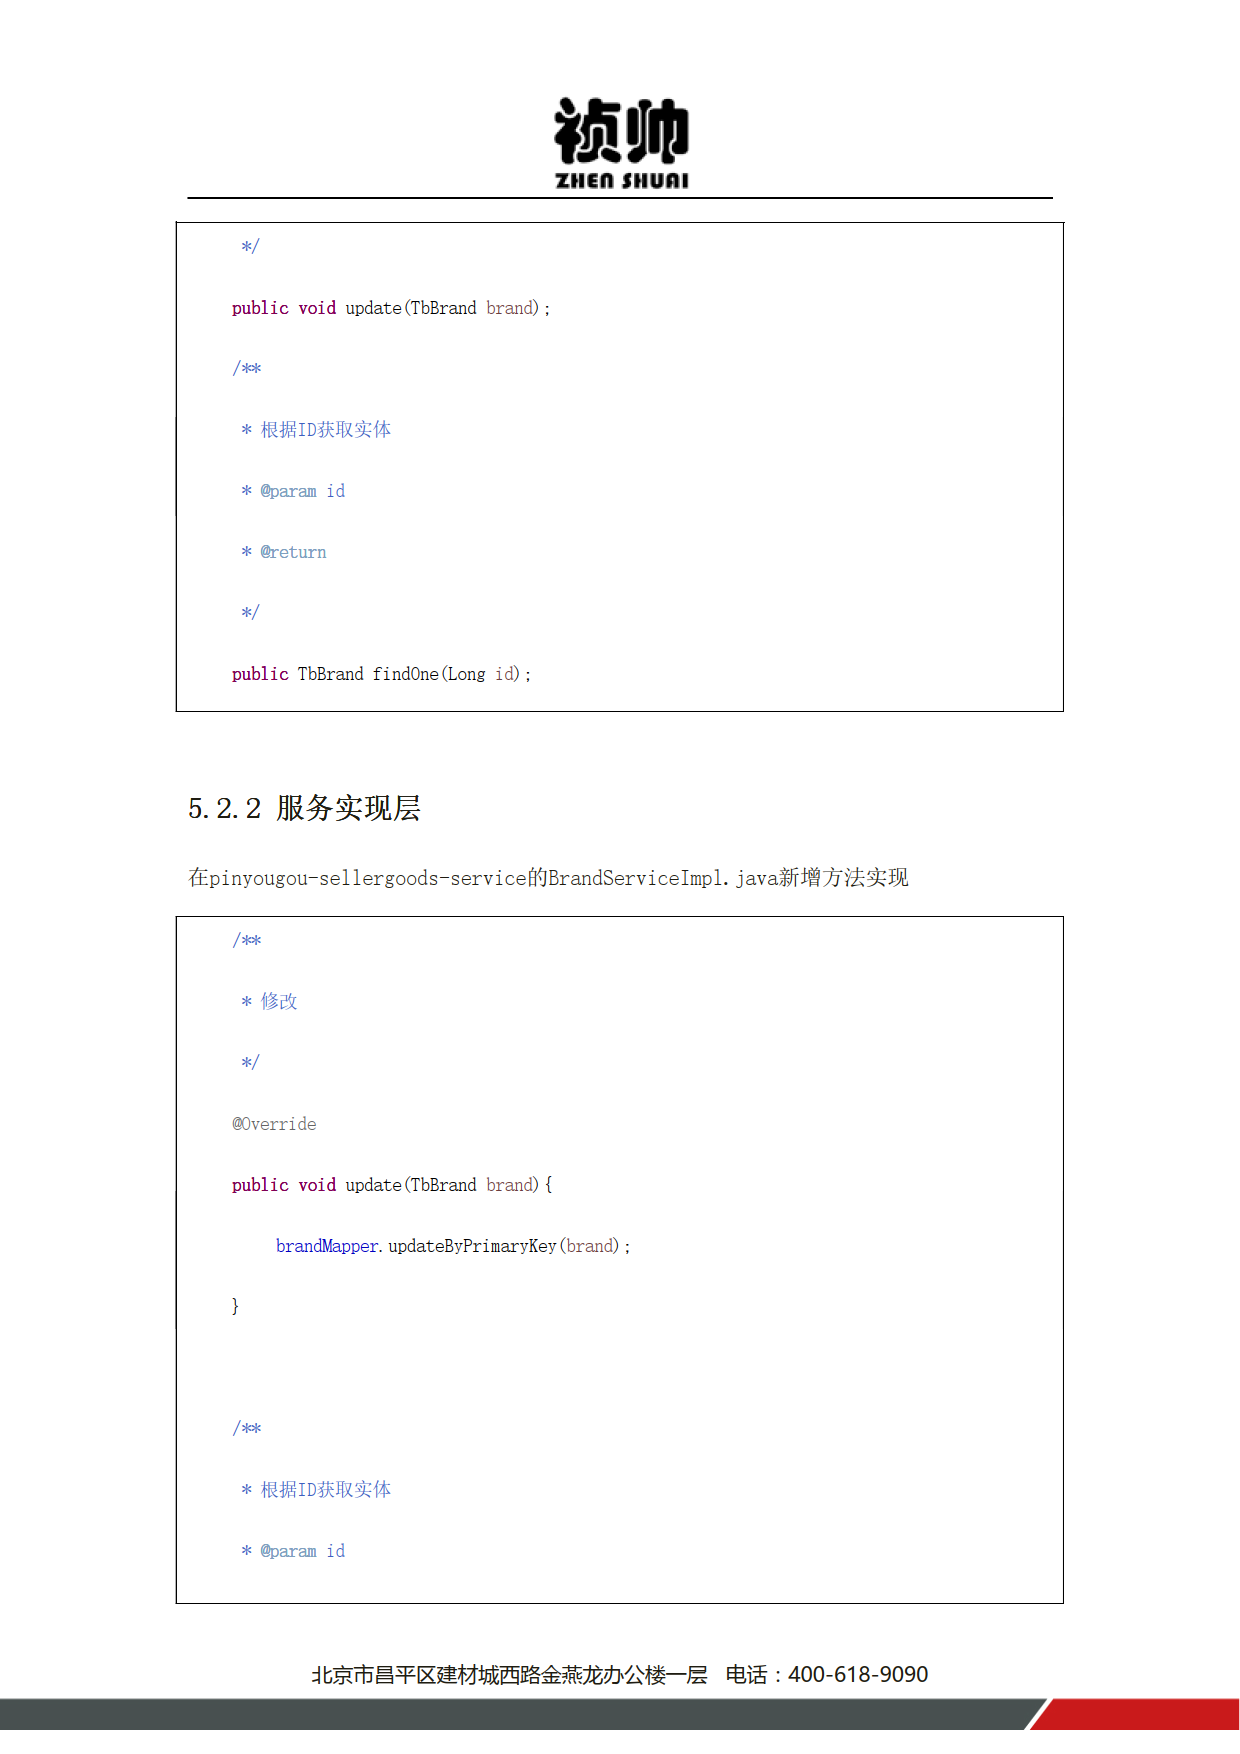 祯帅
ZHEN SHUAI
*/
public void update(TbBrand brand);
/**
* 根据ID获取实体
* @param id
* @return
*/
public TbBrand findOne(Long id);
5.2.2 服务实现层
在pinyougou-sellergoods-service的BrandServiceImpl.java新增方法实现
/**
* 修改
*/
@Override
public void update(TbBrand brand){
brandMapper.updateByPrimaryKey(brand);
}
/**
* 根据ID获取实体
* @param id
北京市昌平区建材城西路金燕龙办公楼一层 电话：400-618-9090